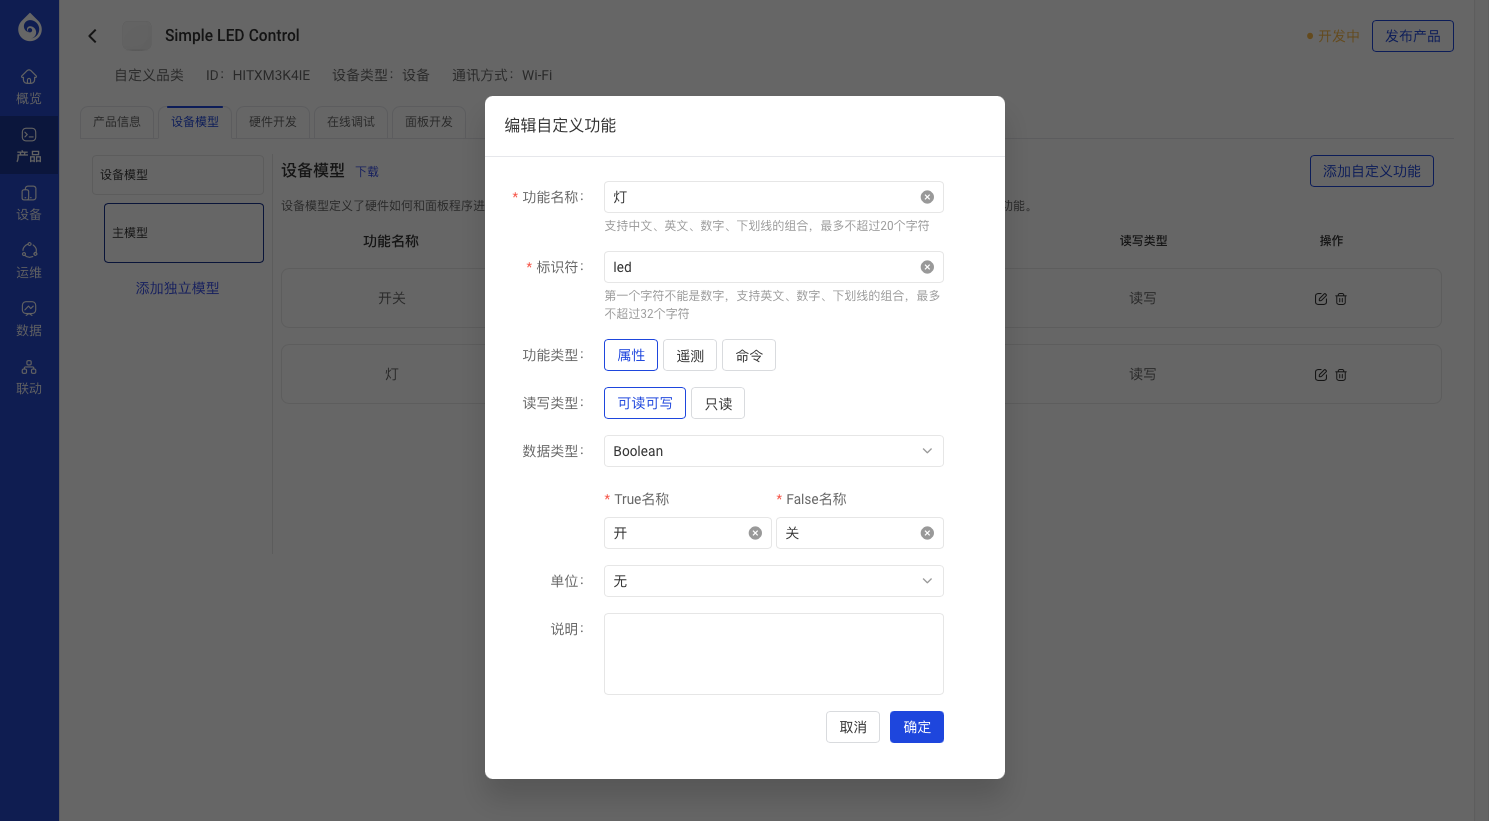 Simple LED Control
开发中
发布产品
自定义品类 ID：HITXM3K4IE 设备类型：设备 通讯方式：Wi-Fi
概览
产品
设备
运维
数据
联动
产品信息
设备模型
硬件开发
在线调试
面板开发
设备模型
主模型
添加独立模型
设备模型 下载
添加自定义功能
设备模型定义了硬件如何和面板程序进
功能。
功能名称
读写类型
操作
开关
读写
灯
读写
编辑自定义功能
* 功能名称：
灯
支持中文、英文、数字、下划线的组合，最多不超过20个字符
* 标识符：
led
第一个字符不能是数字，支持英文、数字、下划线的组合，最多
不超过32个字符
功能类型：
属性
遥测
命令
读写类型：
可读可写
只读
数据类型：
Boolean
* True名称
* False名称
开
关
单位：
无
说明：
取消
确定